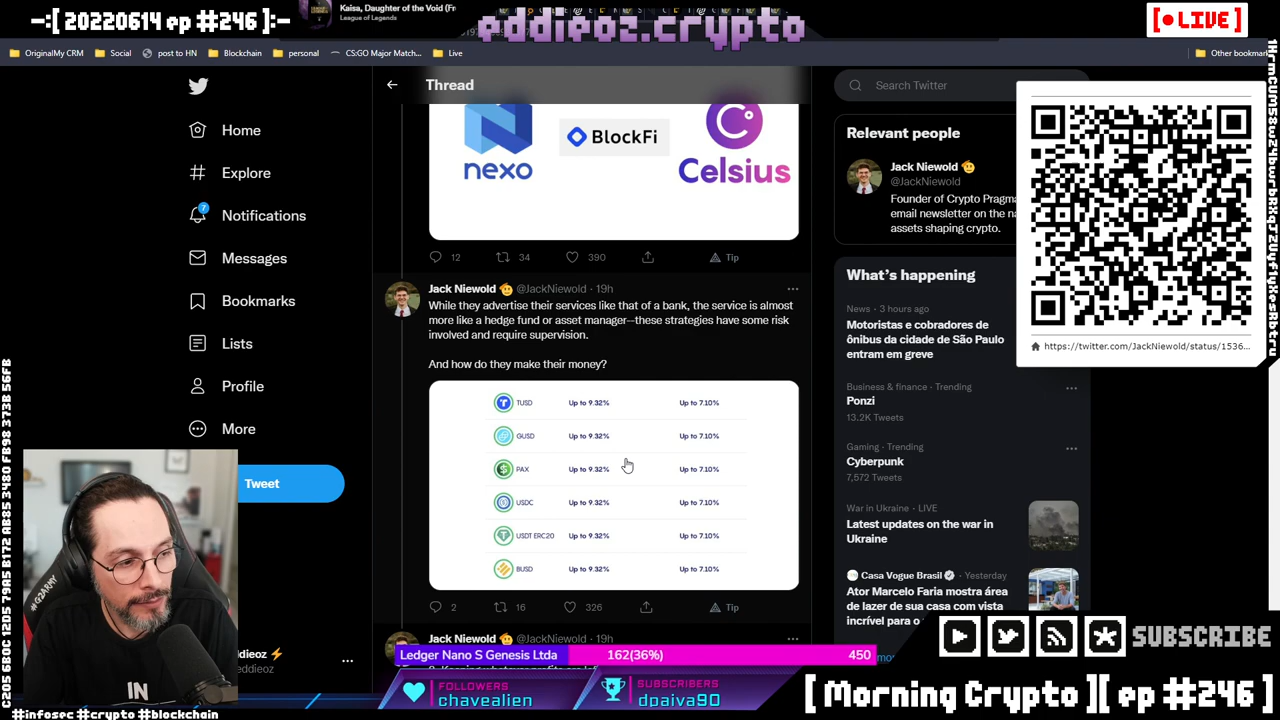 -:[ 20220614 ep #246]:-
Kaisa, Daughter of the Void (Fr
League of Legends
eddieoz.crypto
[●LIVE]
OriginalMy CRM
Social
post to HN
Blockchain
personal
CS:GO Major Match...
Live
Other bookmar
Thread
Search Twitter
Home
Explore
7
Notifications
Messages
Bookmarks
Lists
Profile
More
Tweet
nexo
BlockFi
Celsius
12
34
390
Tip
Jack Niewold @JackNiewold · 19h
While they advertise their services like that of a bank, the service is almost
more like a hedge fund or asset manager—these strategies have some risk
involved and require supervision.
And how do they make their money?
TUSD Up to 9.32% Up to 7.10%
GUSD Up to 9.32% Up to 7.10%
PAX Up to 9.32% Up to 7.10%
USDC Up to 9.32% Up to 7.10%
USDT ERC20 Up to 9.32% Up to 7.10%
BUSD Up to 9.32% Up to 7.10%
2
16
326
Tip
Jack Niewold @JackNiewold · 19h
Relevant people
Jack Niewold
@JackNiewold
Founder of Crypto Pragm
email newsletter on the na
assets shaping crypto.
What's happening
News · 3 hours ago
Motoristas e cobradores de
ônibus da cidade de São Paulo
entram em greve
Business & finance · Trending
Ponzi
13.2K Tweets
Gaming · Trending
Cyberpunk
7,572 Tweets
War in Ukraine · LIVE
Latest updates on the war in
Ukraine
Casa Vogue Brasil · Yesterday
Ator Marcelo Faria mostra área
de lazer de sua casa com vista
incrível para o
https://twitter.com/JackNiewold/status/1536...
#G2ARMY
IN
ddieoz
eddieoz
Ledger Nano S Genesis Ltda
162(36%)
450
FOLLOWERS
chavealien
SUBSCRIBERS
dpaiva90
SUBSCRIBE
[ Morning Crypto ][ ep #246 ]
#infosec #crypto #blockchain